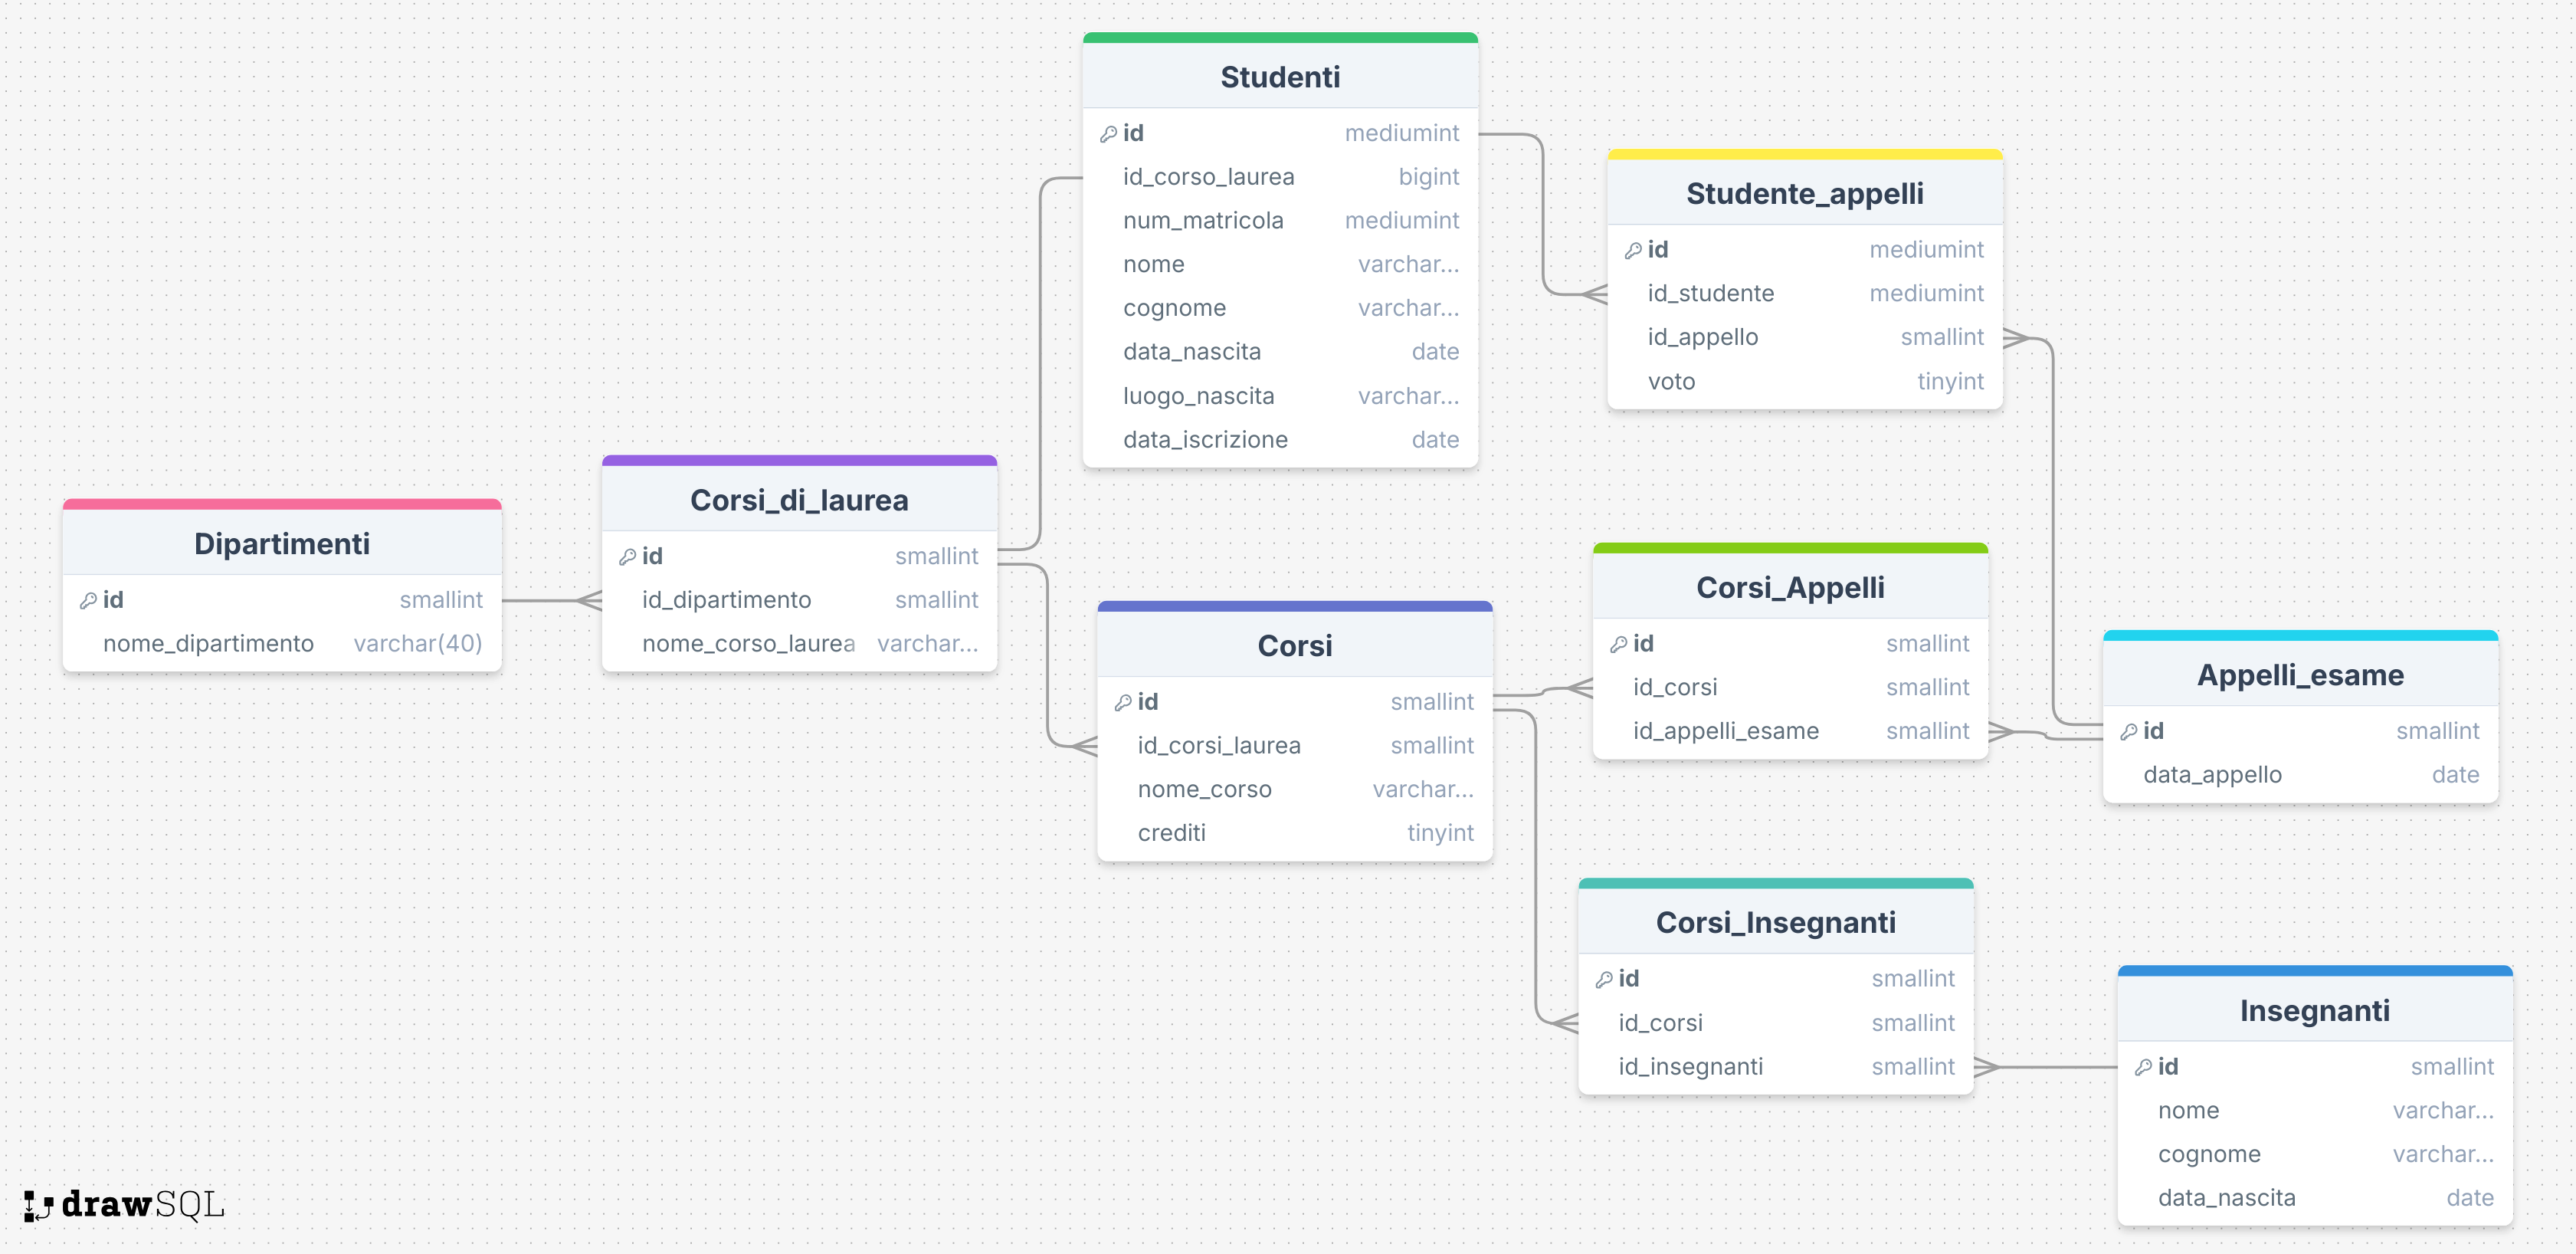 Studenti
id mediumint
id_corso_laurea bigint
num_matricola mediumint
nome varchar...
cognome varchar...
data_nascita date
luogo_nascita varchar...
data_iscrizione date
Studente_appelli
id mediumint
id_studente mediumint
id_appello smallint
voto tinyint
Dipartimenti
id smallint
nome_dipartimento varchar(40)
Corsi_di_laurea
id smallint
id_dipartimento smallint
nome_corso_laurea varchar...
Corsi
id smallint
id_corsi_laurea smallint
nome_corso varchar...
crediti tinyint
Corsi_Appelli
id smallint
id_corsi smallint
id_appelli_esame smallint
Appelli_esame
id smallint
data_appello date
Corsi_Insegnanti
id smallint
id_corsi smallint
id_insegnanti smallint
Insegnanti
id smallint
nome varchar...
cognome varchar...
data_nascita date
drawSQL